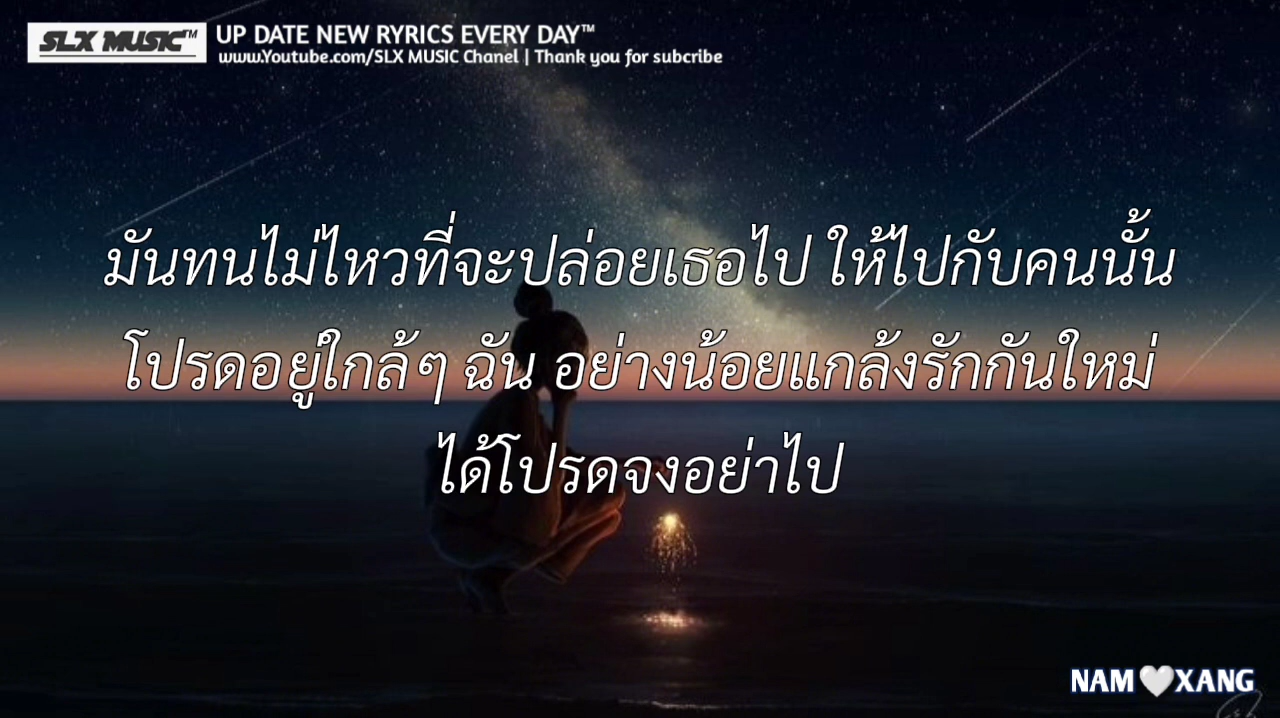 SLX MUSIC™
UP DATE NEW RYRICS EVERY DAY™
www.Youtube.com/SLX MUSIC Chanel | Thank you for subcribe
มันทนไม่ไหวที่จะปล่อยเธอไป ให้ไปกับคนนั้น
โปรดอยู่ใกล้ๆ ฉัน อย่างน้อยแกล้งรักกันใหม่
ได้โปรดจงอย่าไป
NAM🤍XANG